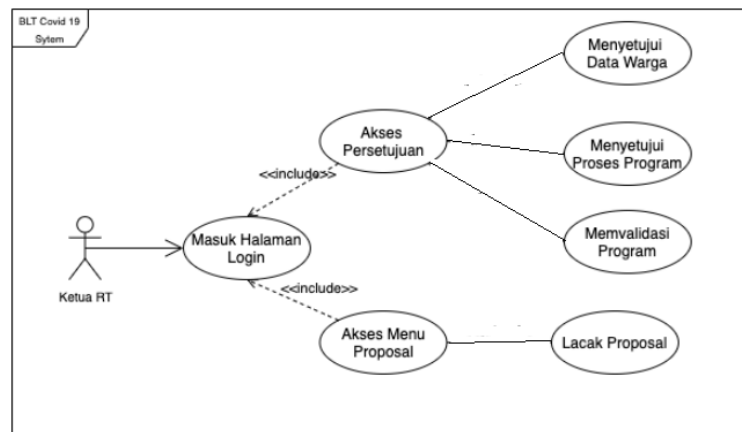 BLT Covid 19
Sytem
Menyetujui
Data Warga
Akses
Persetujuan
Menyetujui
Proses Program
<<include>>
Memvalidasi
Program
Masuk Halaman
Login
Ketua RT
<<include>>
Akses Menu
Proposal
Lacak Proposal